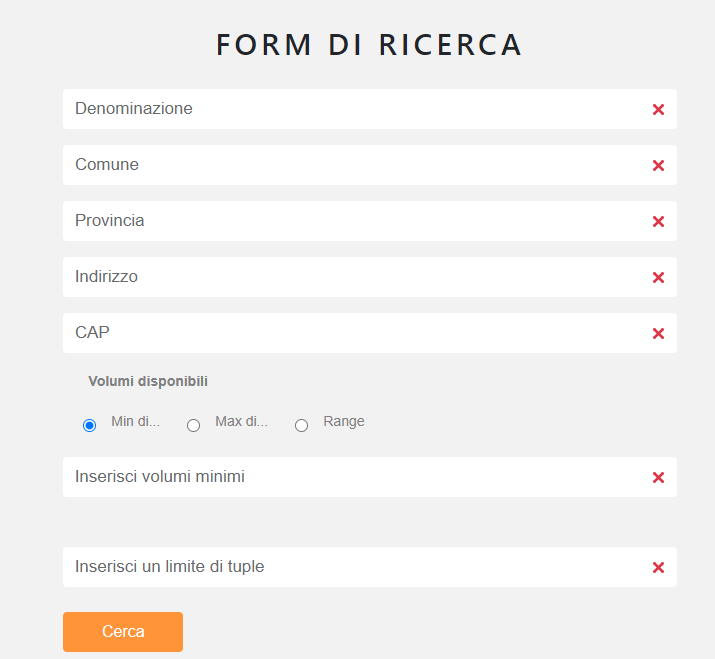 FORM DI RICERCA
Denominazione
Comune
Provincia
Indirizzo
CAP
Volumi disponibili
Min di... Max di... Range
Inserisci volumi minimi
Inserisci un limite di tuple
Cerca